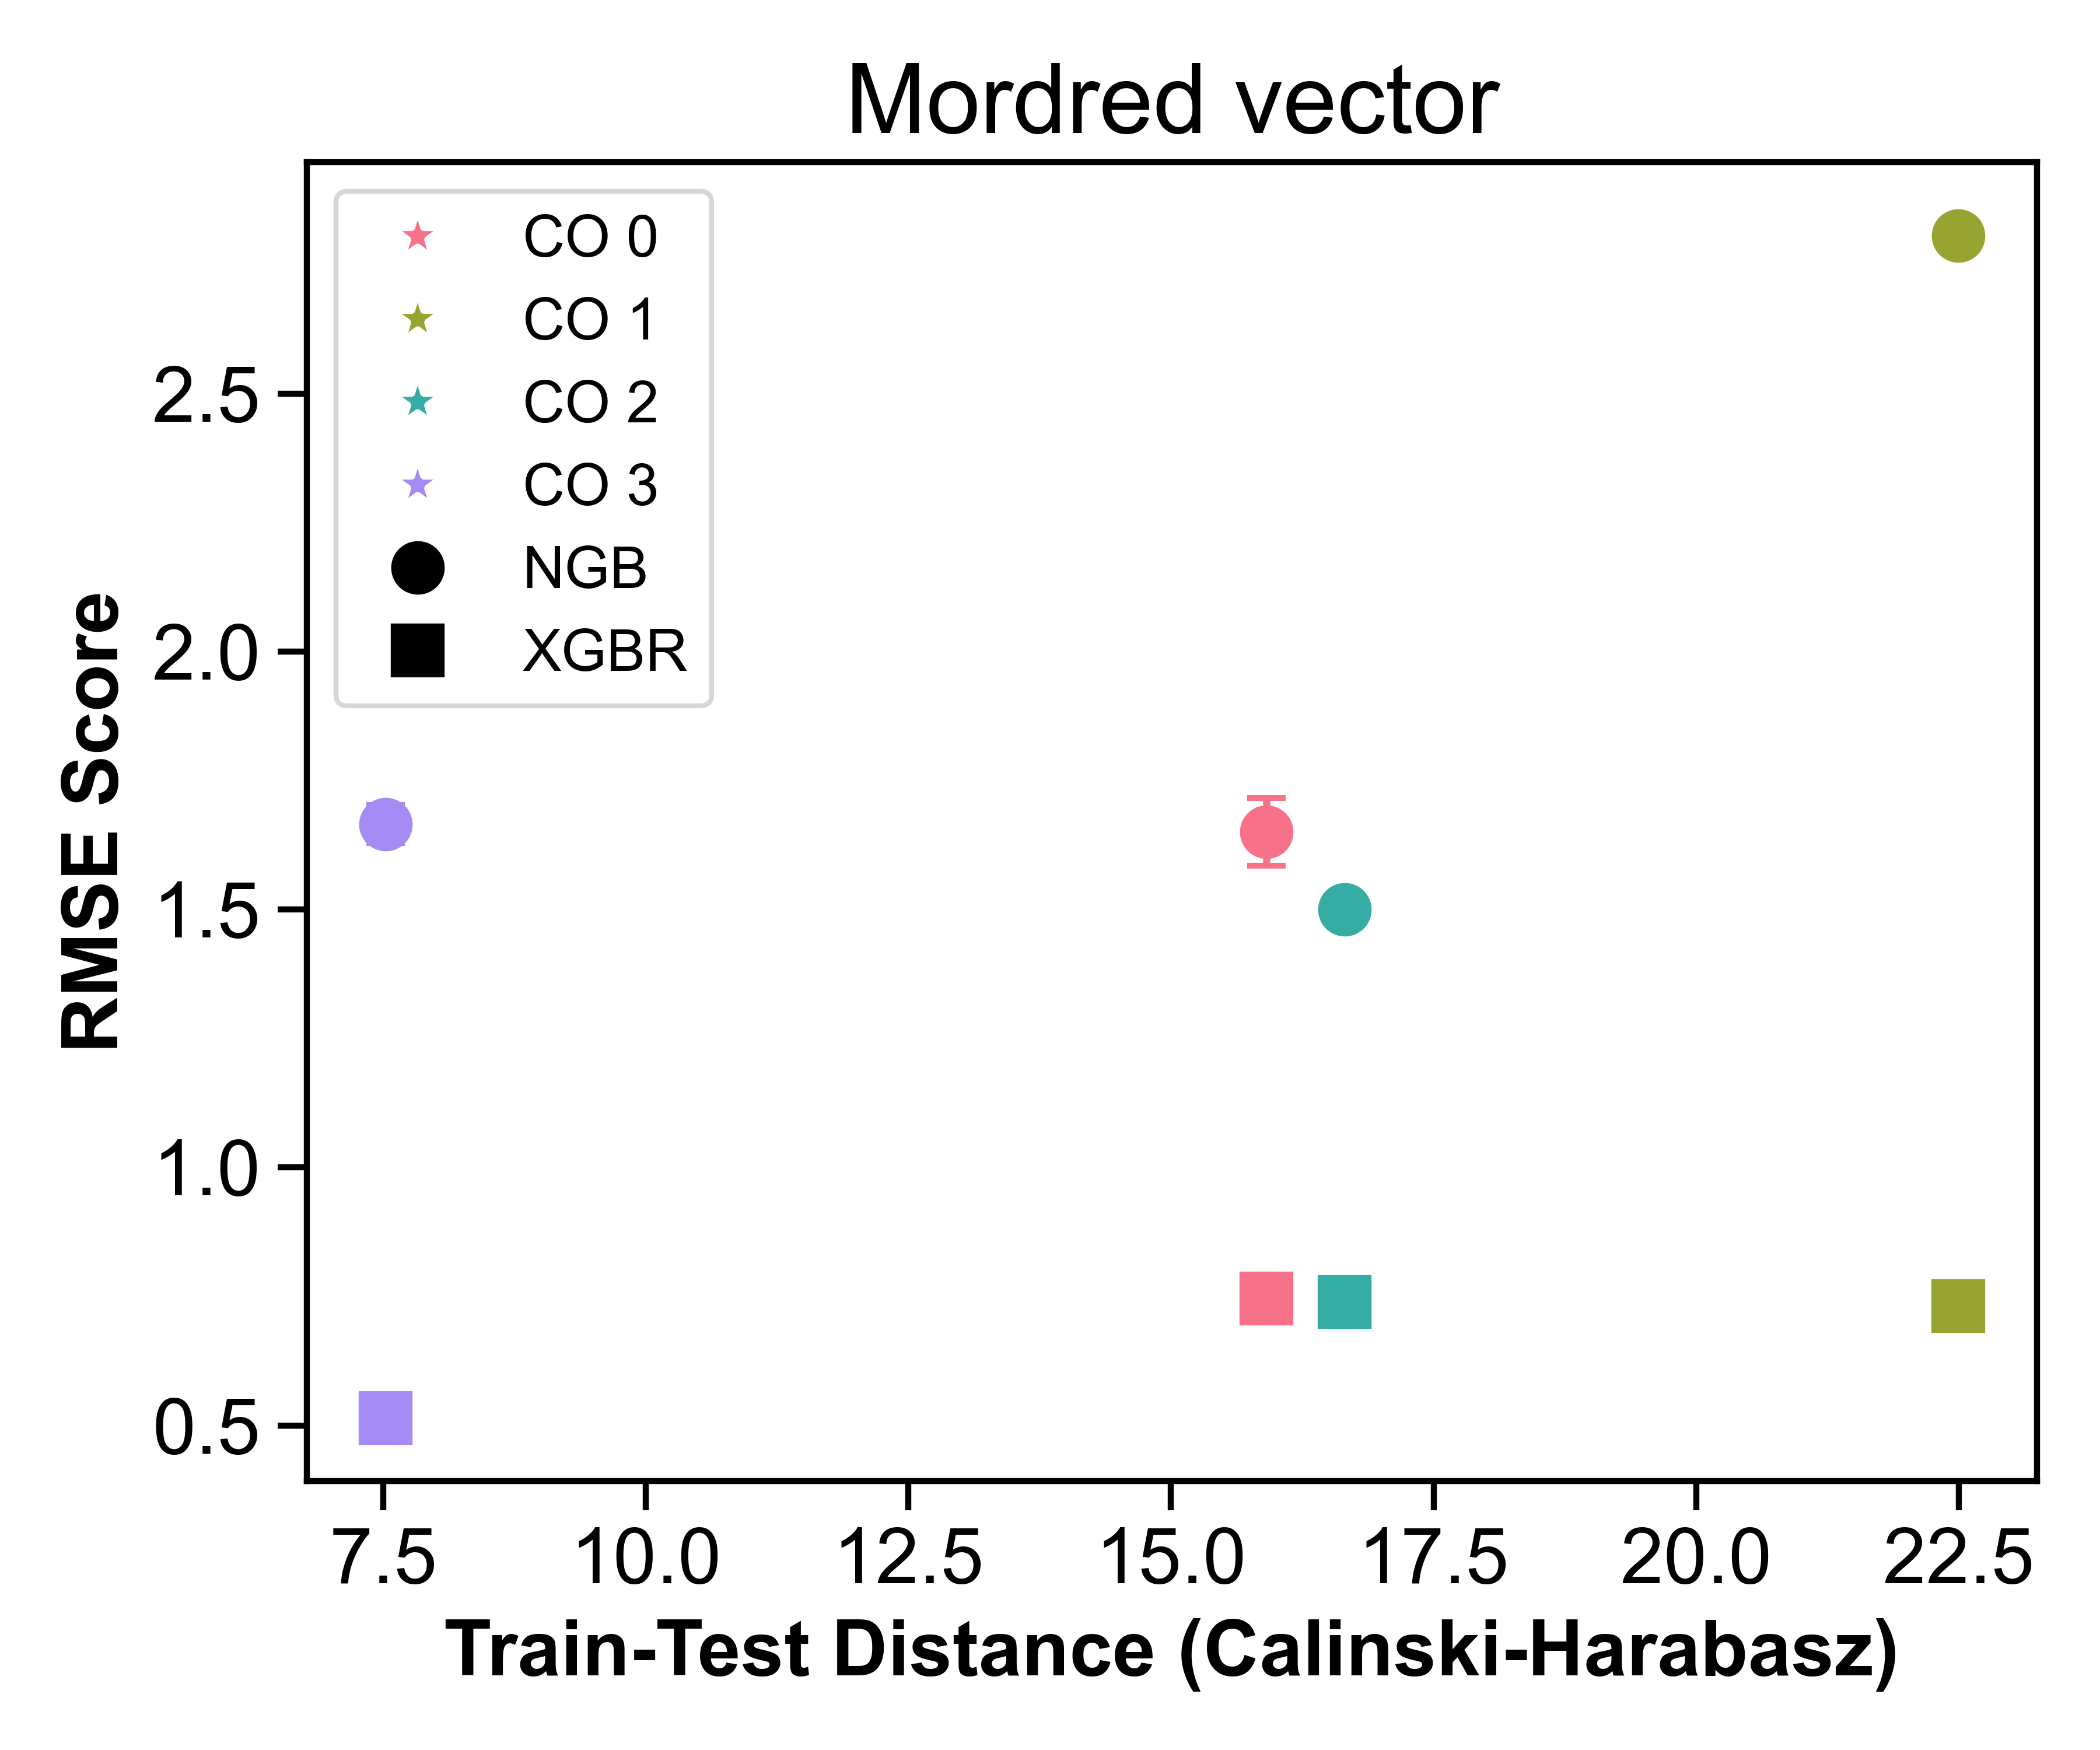 Mordred vector
CO 0
CO 1
CO 2
CO 3
NGB
XGBR
RMSE Score
2.5
2.0
1.5
1.0
0.5
7.5 10.0 12.5 15.0 17.5 20.0 22.5
Train-Test Distance (Calinski-Harabasz)